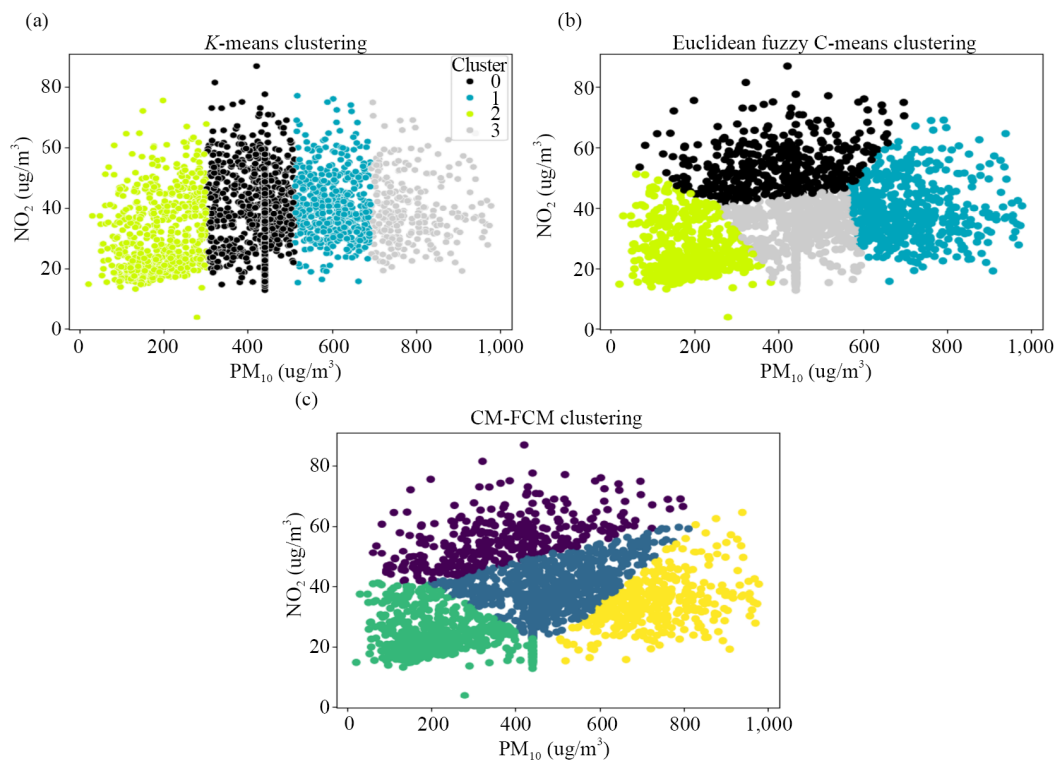 (a)
K-means clustering
Cluster
0
1
2
3
80
60
40
20
0
NO₂ (ug/m³)
0
200
400
600
800
1,000
PM₁₀ (ug/m³)
(b)
Euclidean fuzzy C-means clustering
80
60
40
20
0
NO₂ (ug/m³)
0
200
400
600
800
1,000
PM₁₀ (ug/m³)
(c)
CM-FCM clustering
80
60
40
20
0
NO₂ (ug/m³)
0
200
400
600
800
1,000
PM₁₀ (ug/m³)